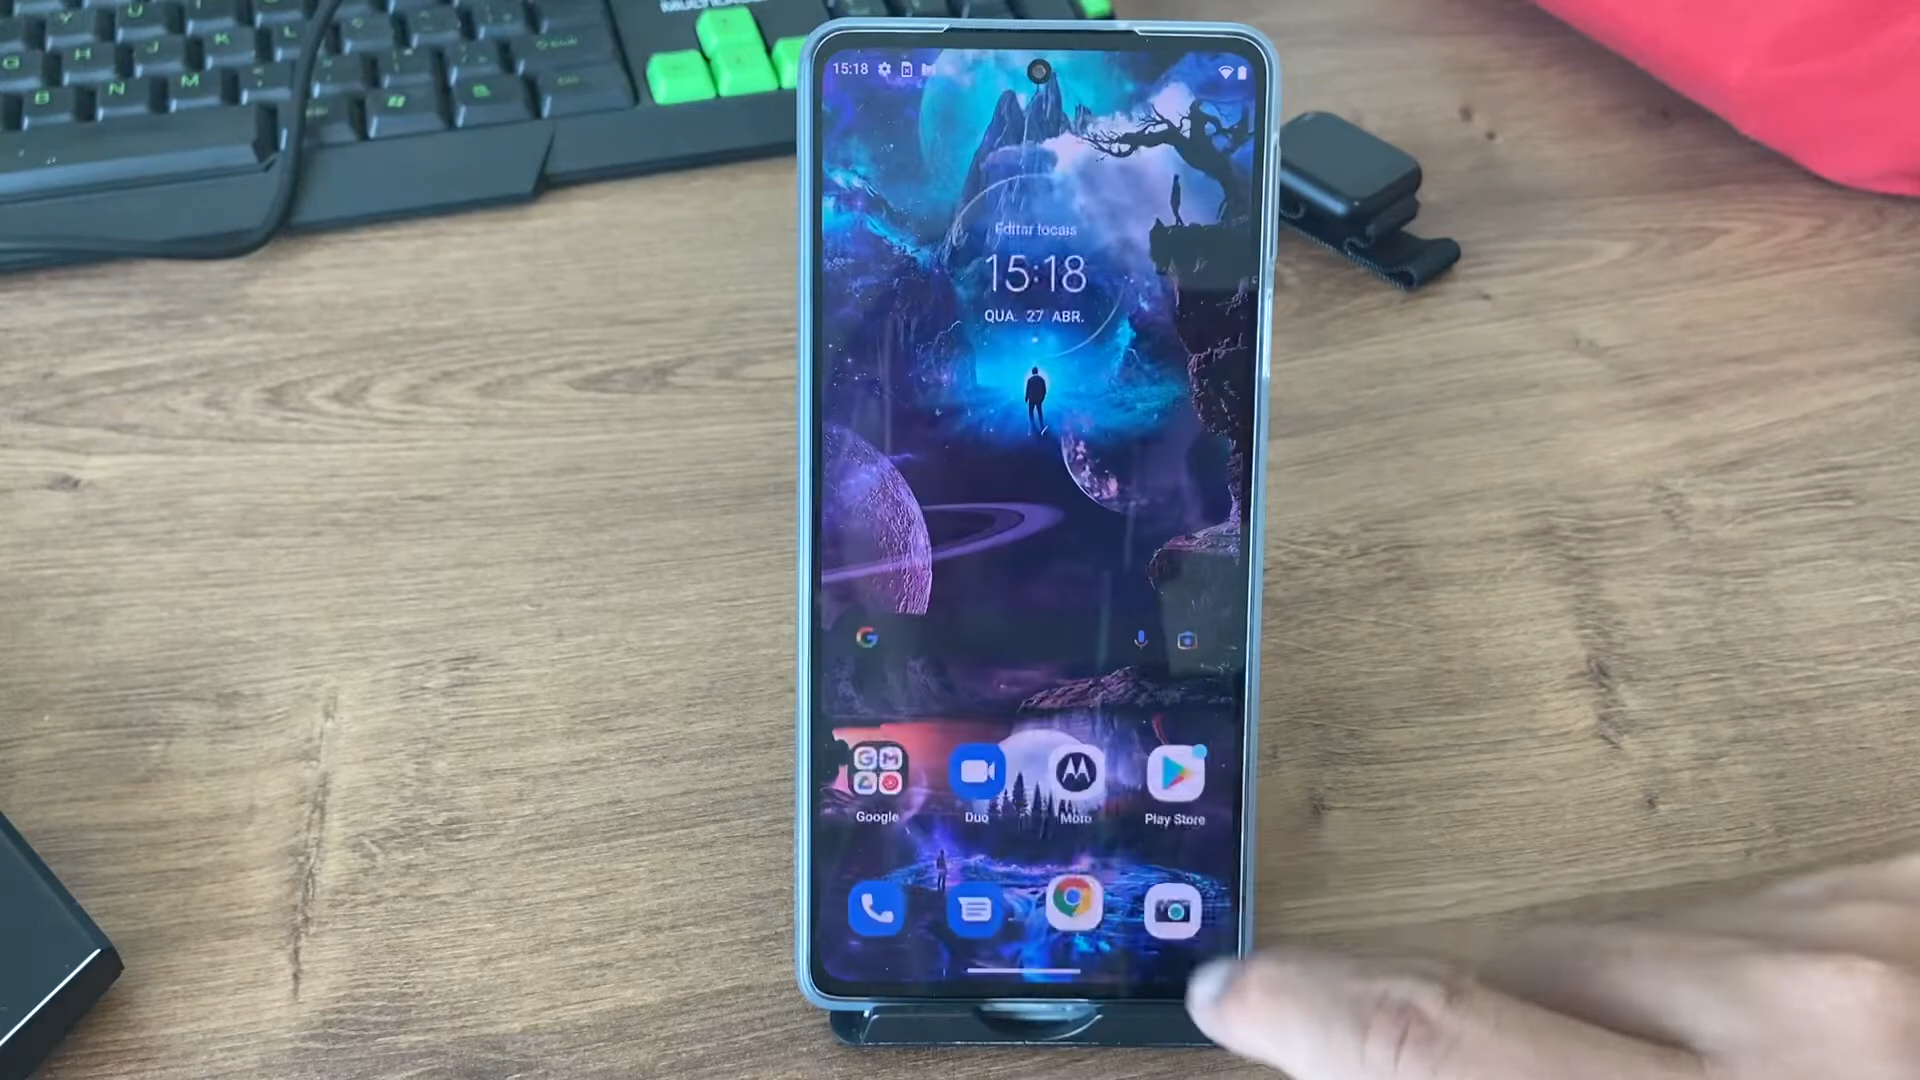 G H J K L
B N M
15:18
Editar locais
15:18
QUA. 27 ABR.
Google
Duo
Moto
Play Store